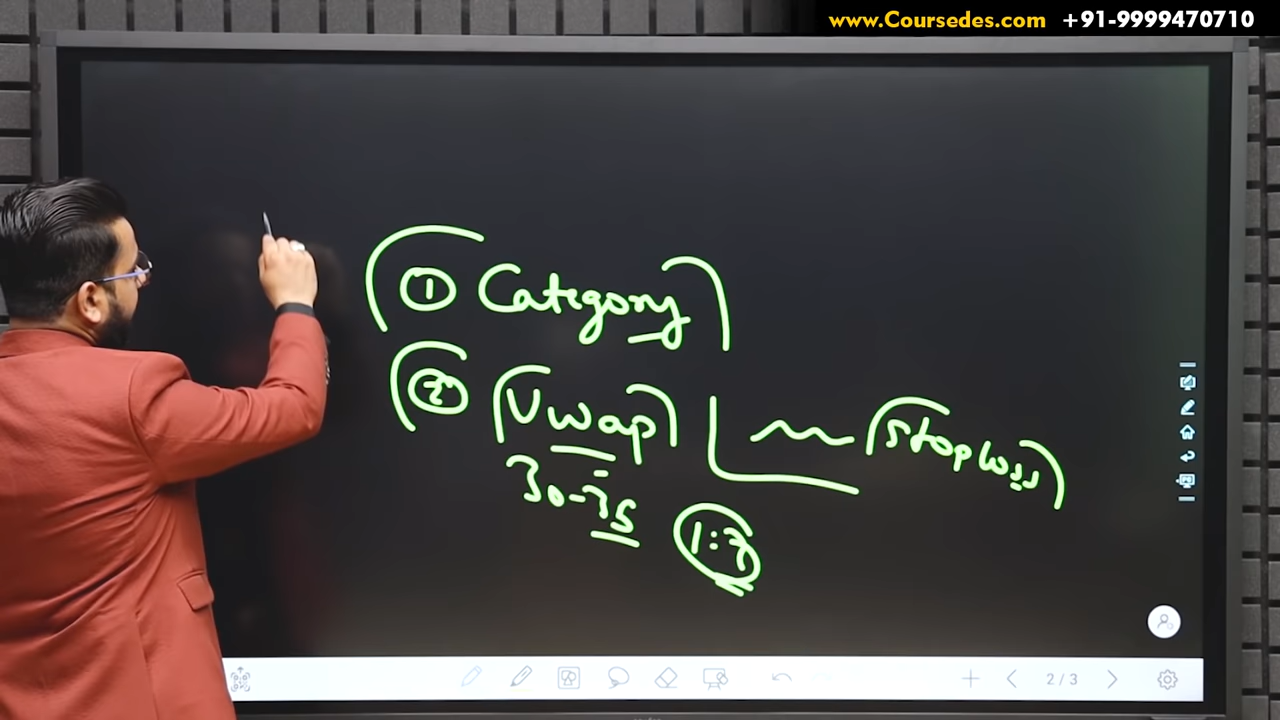 www.Coursedes.com +91-9999470710
① Category
② Vwap stoploss
30-35 1:3
2/3